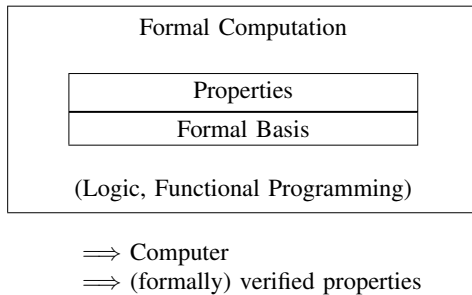 Formal Computation
Properties
Formal Basis
(Logic, Functional Programming)
⟹ Computer
⟹ (formally) verified properties